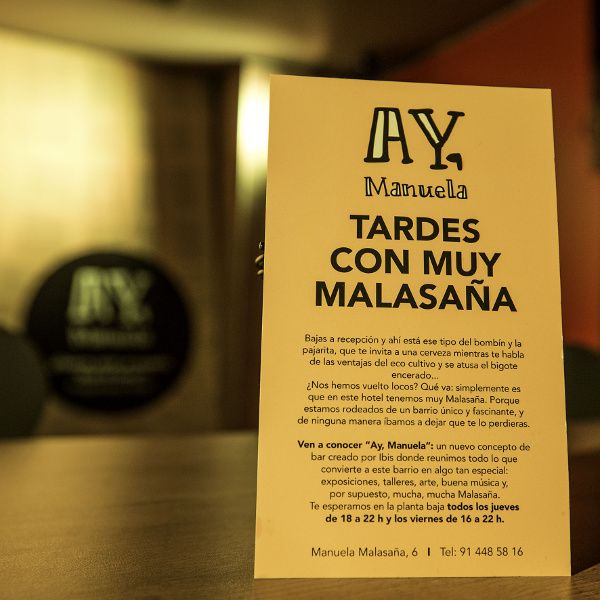 AY,
Manuela
TARDES
CON MUY
MALASAÑA
Bajas a recepción y ahí está ese tipo del bombín y la
pajarita, que te invita a una cerveza mientras te habla
de las ventajas del eco cultivo y se atusa el bigote
encerado...
¿Nos hemos vuelto locos? Qué va: simplemente es
que en este hotel tenemos muy Malasaña. Porque
estamos rodeados de un barrio único y fascinante, y
de ninguna manera íbamos a dejar que te lo perdieras.
Ven a conocer “Ay, Manuela”: un nuevo concepto de
bar creado por Ibis donde reunimos todo lo que
convierte a este barrio en algo tan especial:
exposiciones, talleres, arte, buena música y,
por supuesto, mucha, mucha Malasaña.
Te esperamos en la planta baja todos los jueves
de 18 a 22 h y los viernes de 16 a 22 h.
Manuela Malasaña, 6 I Tel: 91 448 58 16
AY,
Manuela